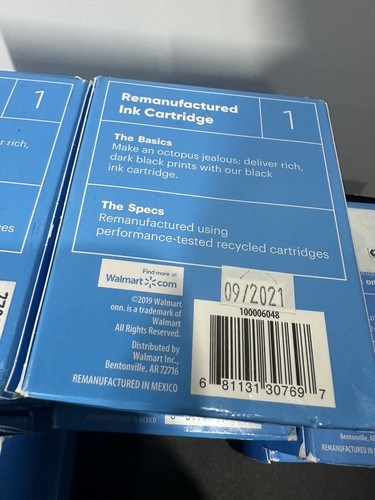 Remanufactured
Ink Cartridge
1
The Basics
Make an octopus jealous; deliver rich,
dark black prints with our black
ink cartridge.
The Specs
Remanufactured using
performance-tested recycled cartridges
Find more at
Walmart com
©2019 Walmart
onn. is a trademark of
Walmart
All Rights Reserved.
Distributed by
Walmart Inc.,
Bentonville, AR 72716
REMANUFACTURED IN MEXICO
09/2021
100006048
6 81131 30769 7
1
r rich,
ges
Bentonville, AR
REMANUFACTURED IN